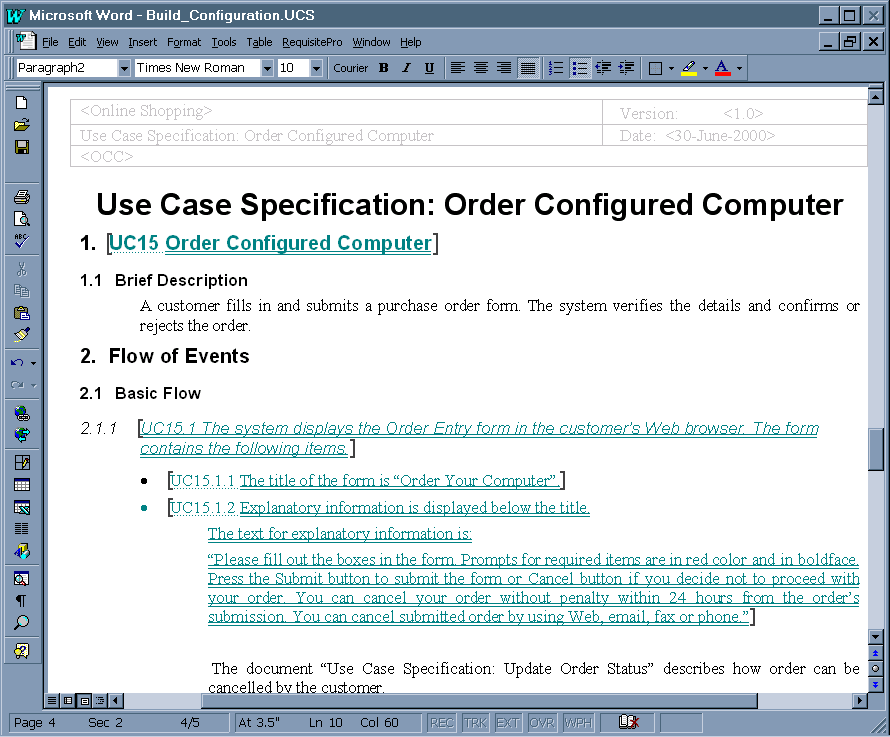 Microsoft Word - Build_Configuration.UCS
File Edit View Insert Format Tools Table RequisitePro Window Help
Paragraph2 Times New Roman 10 Courier B I U A
<Online Shopping> Version: <1.0>
Use Case Specification: Order Configured Computer Date: <30-June-2000>
<OCC>
Use Case Specification: Order Configured Computer
1. [UC15 Order Configured Computer]
1.1 Brief Description
A customer fills in and submits a purchase order form. The system verifies the details and confirms or
rejects the order.
2. Flow of Events
2.1 Basic Flow
2.1.1 [UC15.1 The system displays the Order Entry form in the customer's Web browser. The form
contains the following items.]
• [UC15.1.1 The title of the form is “Order Your Computer”.]
• [UC15.1.2 Explanatory information is displayed below the title.
The text for explanatory information is:
“Please fill out the boxes in the form. Prompts for required items are in red color and in boldface.
Press the Submit button to submit the form or Cancel button if you decide not to proceed with
your order. You can cancel your order without penalty within 24 hours from the order’s
submission. You can cancel submitted order by using Web, email, fax or phone.”]
The document “Use Case Specification: Update Order Status” describes how order can be
cancelled by the customer.
Page 4 Sec 2 4/5 At 3.5" Ln 10 Col 60 REC TRK EXT OVR WPH